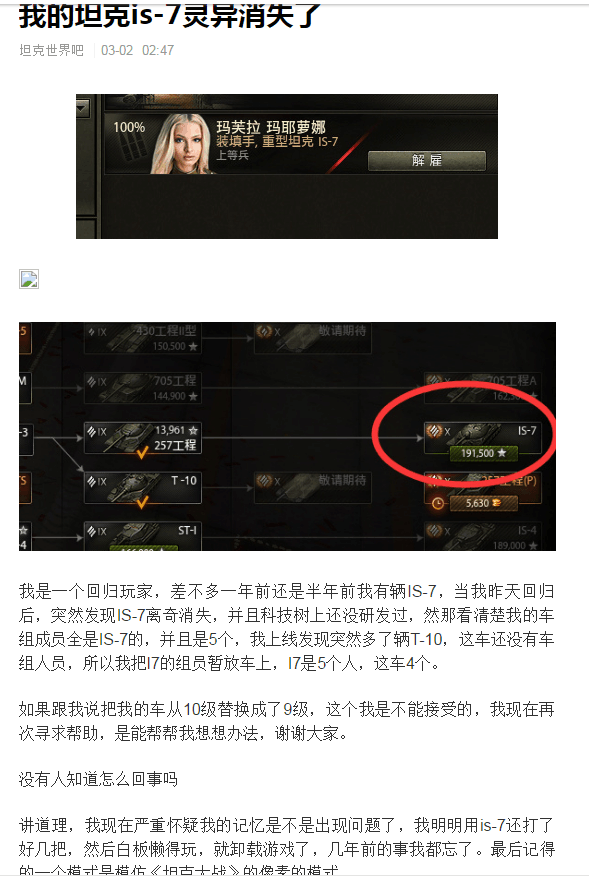 我的坦克is-7灵异消失了
坦克世界吧 03-02 02:47
100%
玛芙拉 玛耶萝娜
装填手, 重型坦克 IS-7
上等兵
解雇
-5
IX 430工程II型
150,500
X 敬请期待
M
IX 705工程
144,900
X 705工程A
-3
IX 13,961
257工程
X IS-7
191,500
TS
IX T-10
X 敬请期待
X 257工程(P)
5,630
IX ST-I
X IS-4
189,000
我是一个回归玩家，差不多一年前还是半年前我有辆IS-7，当我昨天回归
后，突然发现IS-7离奇消失，并且科技树上还没研发过，然那看清楚我的车
组成员全是IS-7的，并且是5个，我上线发现突然多了辆T-10，这车还没有车
组人员，所以我把I7的组员暂放车上，I7是5个人，这车4个。
如果跟我说把我的车从10级替换成了9级，这个我是不能接受的，我现在再
次寻求帮助，是能帮帮我想想办法，谢谢大家。
没有人知道怎么回事吗
讲道理，我现在严重怀疑我的记忆是不是出现问题了，我明明用is-7还打了
好几把，然后白板懒得玩，就卸载游戏了，几年前的事我都忘了。最后记得
的一个模式是模仿《坦克大战》的像素的模式